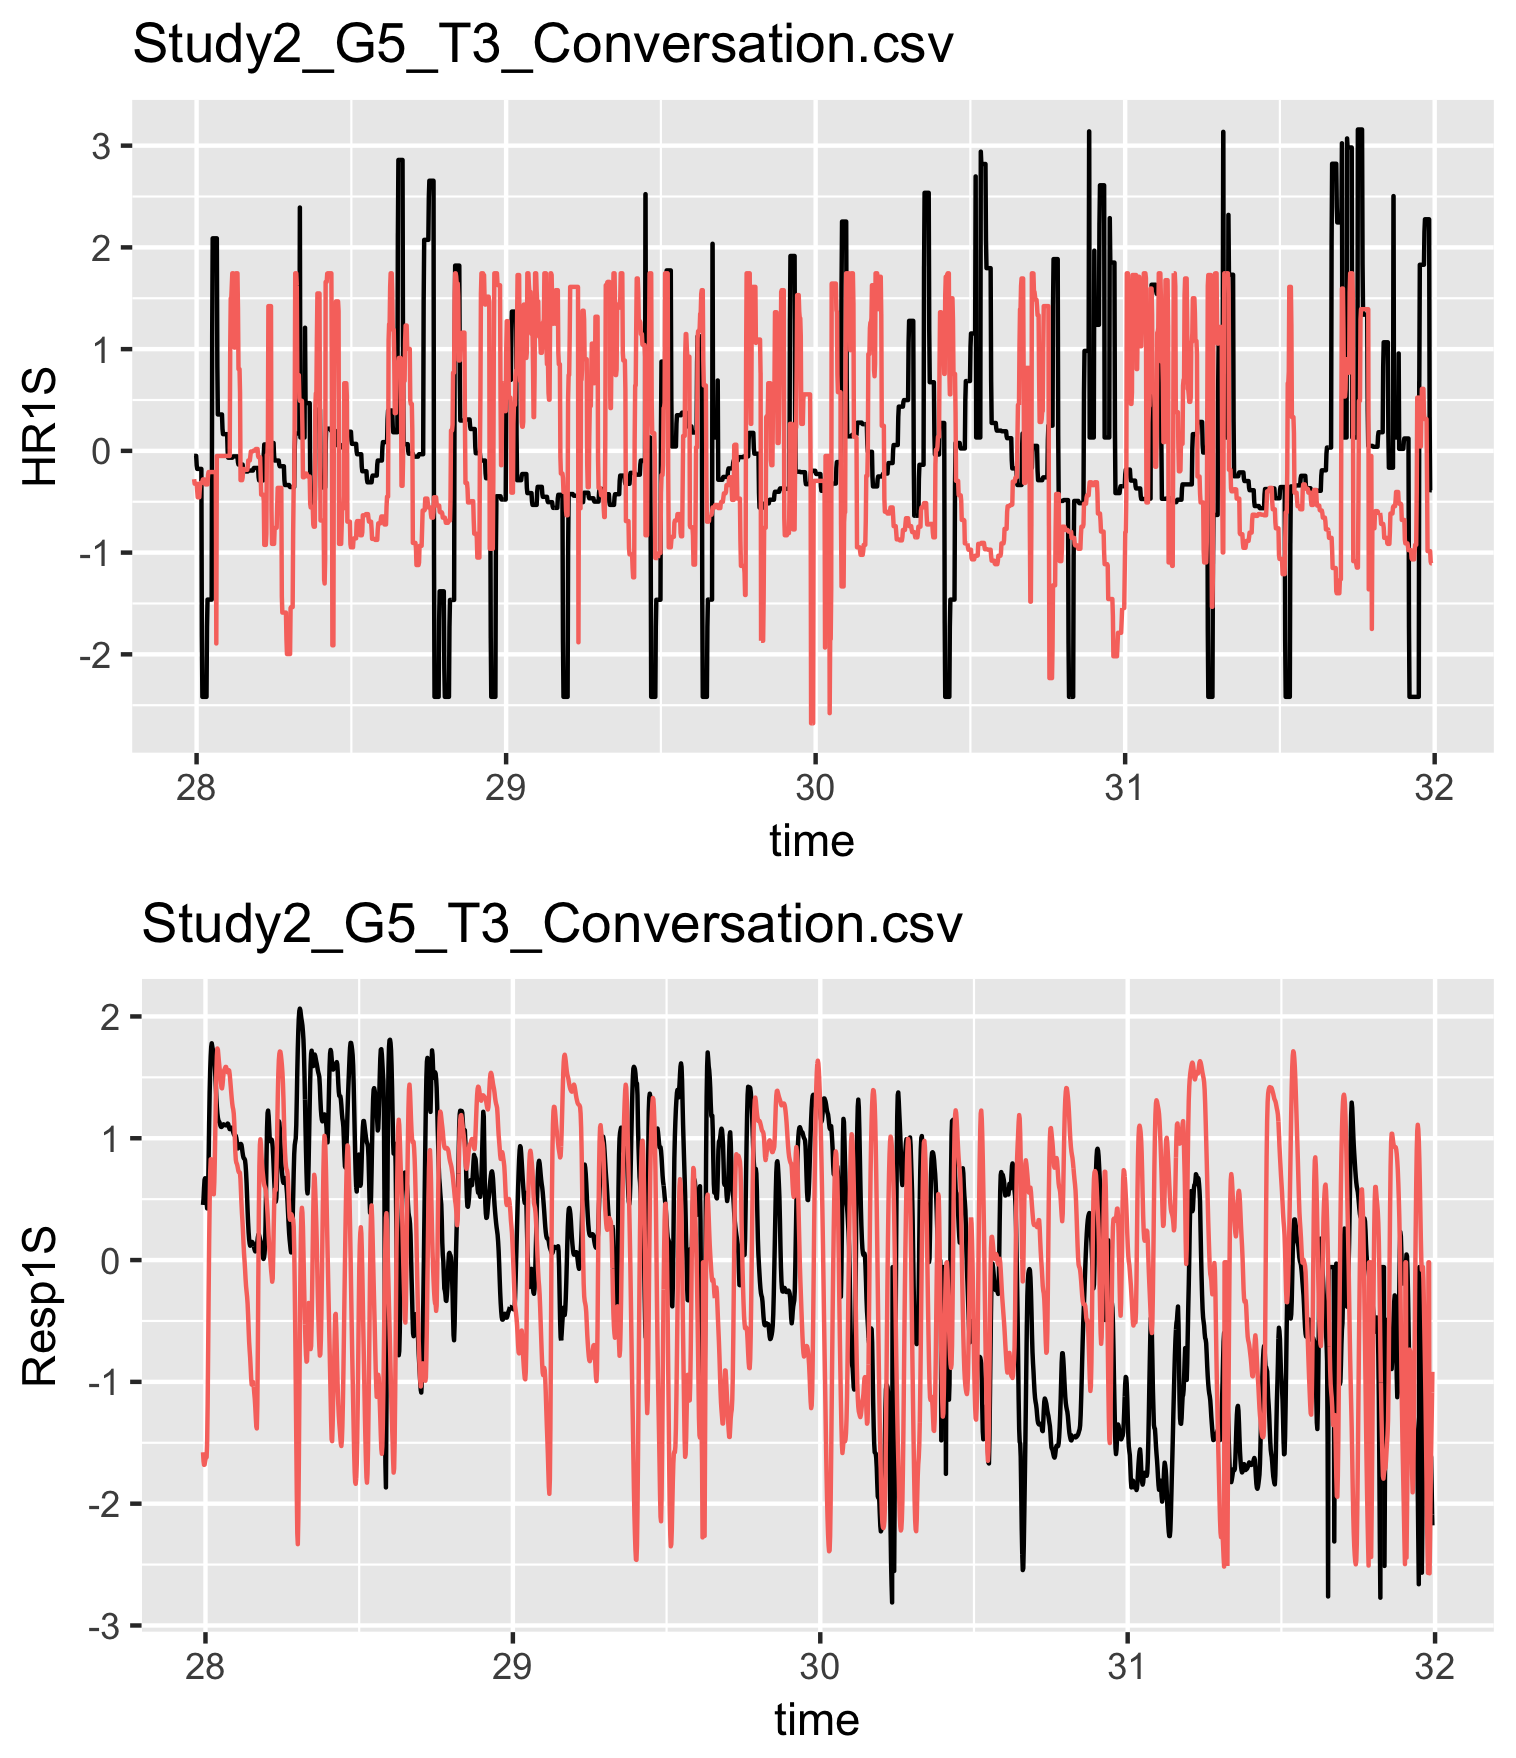 Study2_G5_T3_Conversation.csv
3
2
1
0
-1
-2
HR1S
28 29 30 31 32
time
Study2_G5_T3_Conversation.csv
2
1
0
-1
-2
-3
Resp1S
28 29 30 31 32
time